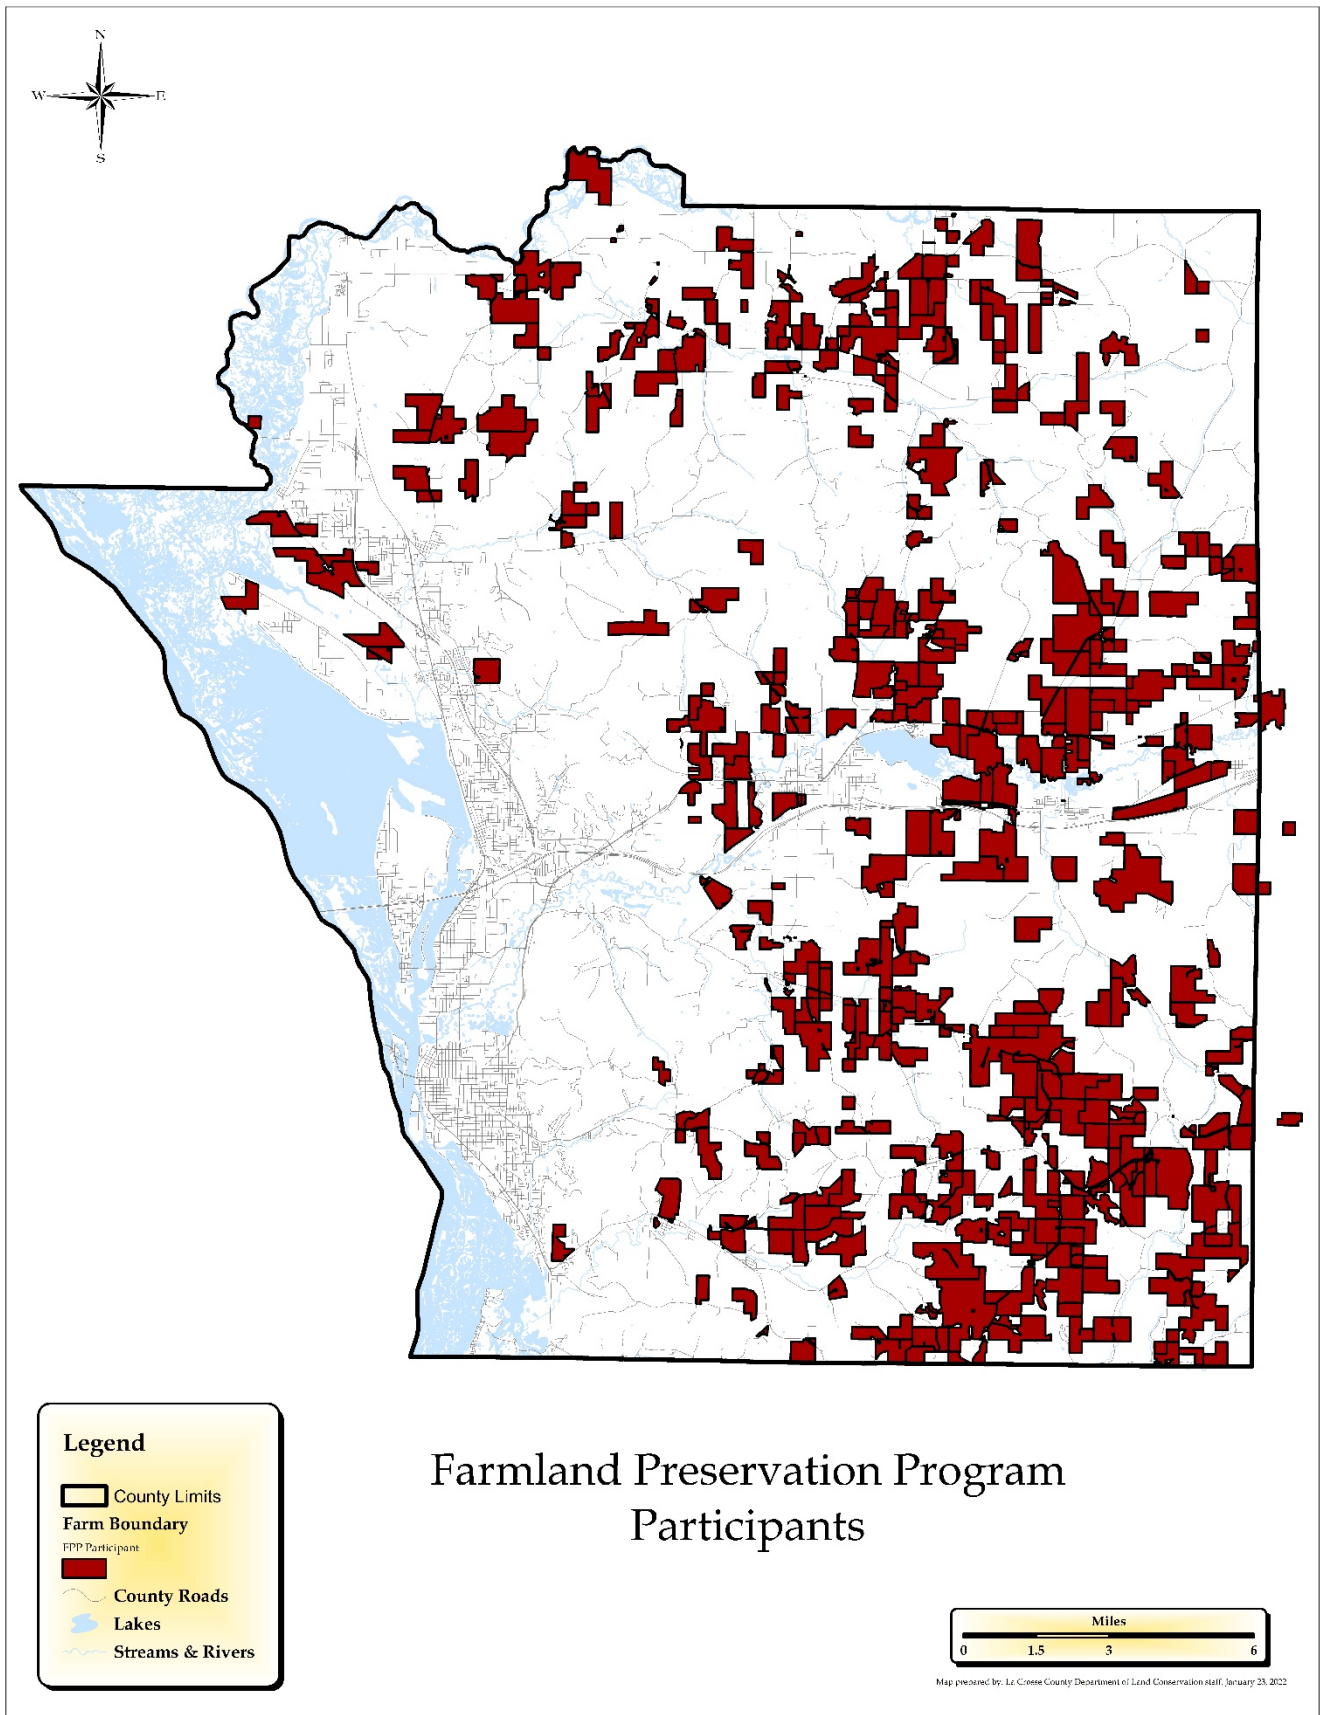 N
W E
S
Farmland Preservation Program
Participants
Legend
County Limits
Farm Boundary
FPP Participant
County Roads
Lakes
Streams & Rivers
Miles
0 1.5 3 6
Map prepared by: La Crosse County Department of Land Conservation staff, January 23, 2022